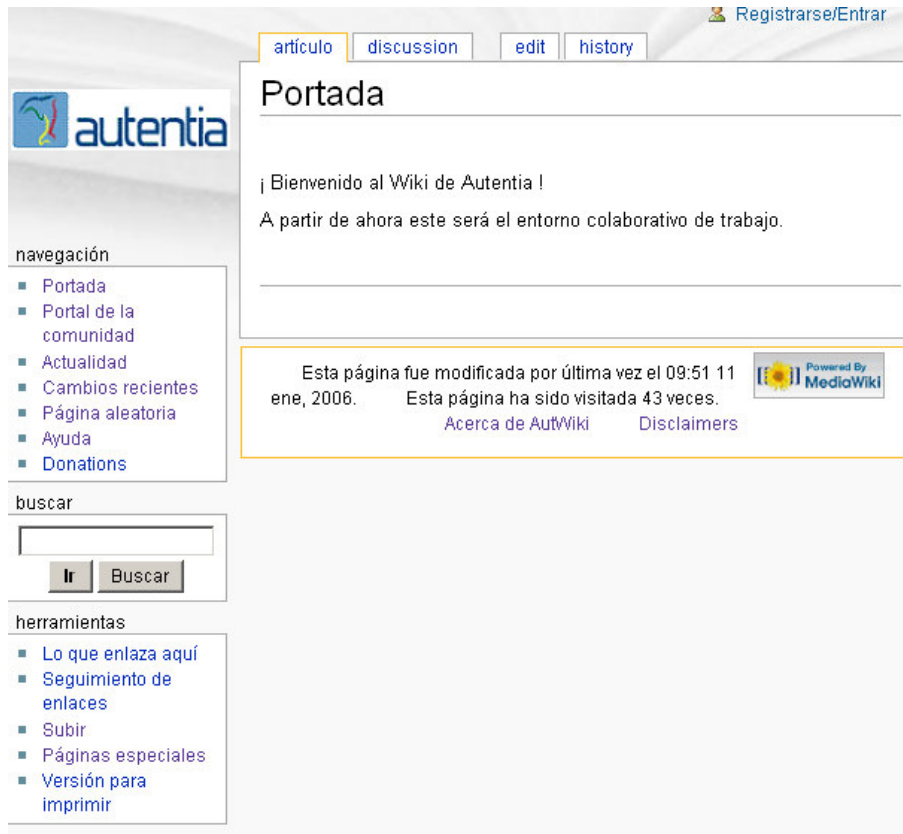 Registrarse/Entrar
artículo discussion edit history
autentia
Portada
¡ Bienvenido al Wiki de Autentia !
A partir de ahora este será el entorno colaborativo de trabajo.
navegación
Portada
Portal de la
comunidad
Actualidad
Cambios recientes
Página aleatoria
Ayuda
Donations
buscar
Ir Buscar
herramientas
Lo que enlaza aquí
Seguimiento de
enlaces
Subir
Páginas especiales
Versión para
imprimir
Esta página fue modificada por última vez el 09:51 11
ene, 2006. Esta página ha sido visitada 43 veces.
Acerca de AutWiki Disclaimers
Powered By
MediaWiki